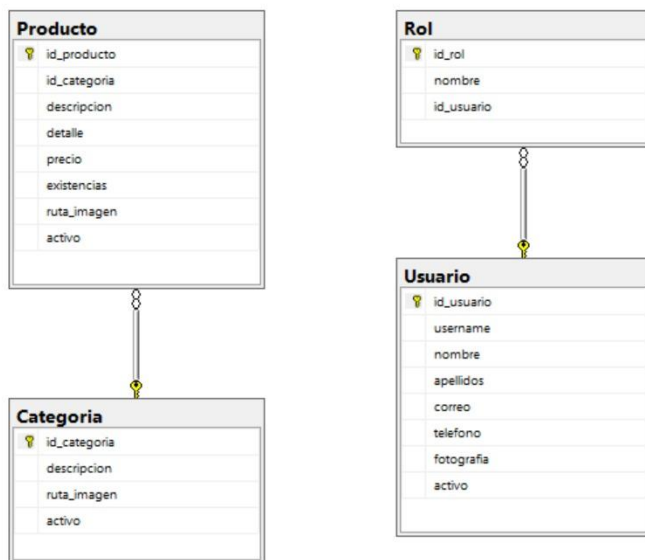 Producto
id_producto
id_categoria
descripcion
detalle
precio
existencias
ruta_imagen
activo
Categoria
id_categoria
descripcion
ruta_imagen
activo
Rol
id_rol
nombre
id_usuario
Usuario
id_usuario
username
nombre
apellidos
correo
telefono
fotografia
activo